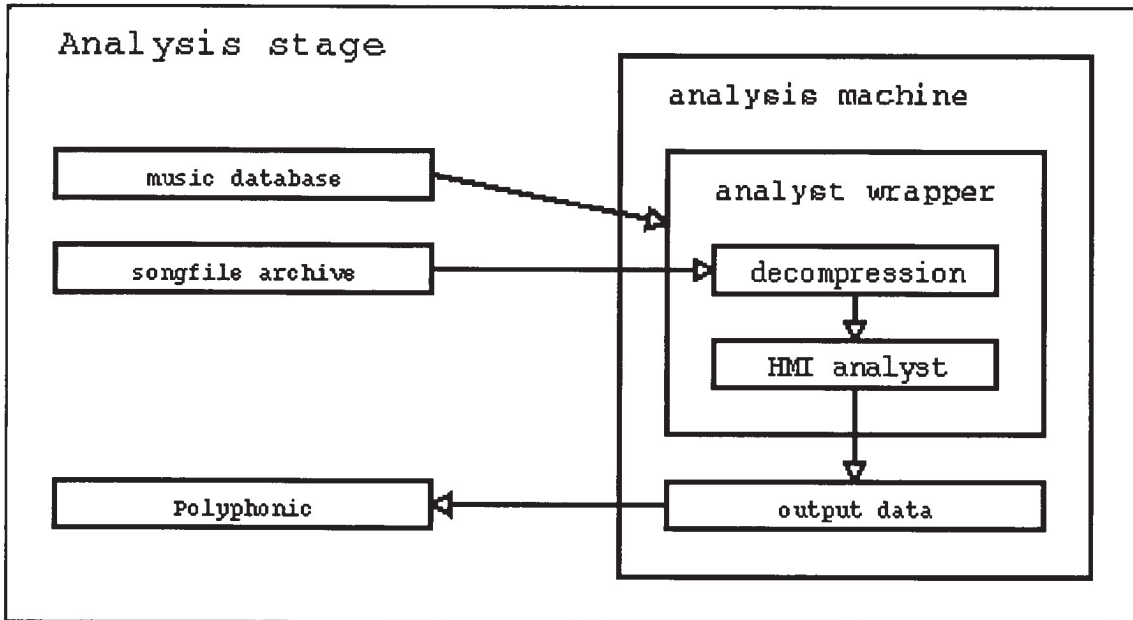 Analysis stage
analysis machine
music database
analyst wrapper
songfile archive
decompression
HMI analyst
Polyphonic
output data